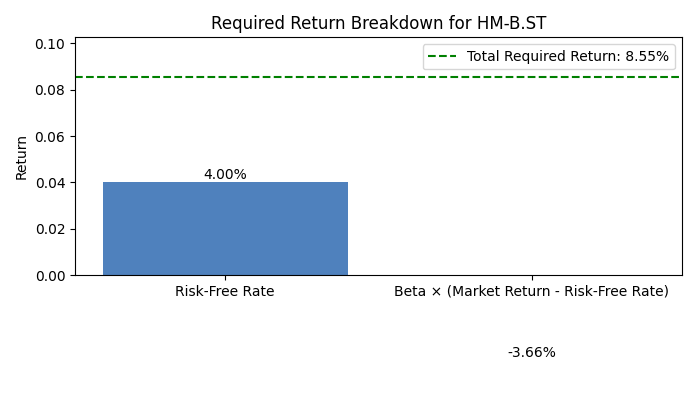 Required Return Breakdown for HM-B.ST
Total Required Return: 8.55%
Return
0.10
0.08
0.06
0.04
0.02
0.00
4.00%
Risk-Free Rate
Beta × (Market Return - Risk-Free Rate)
-3.66%